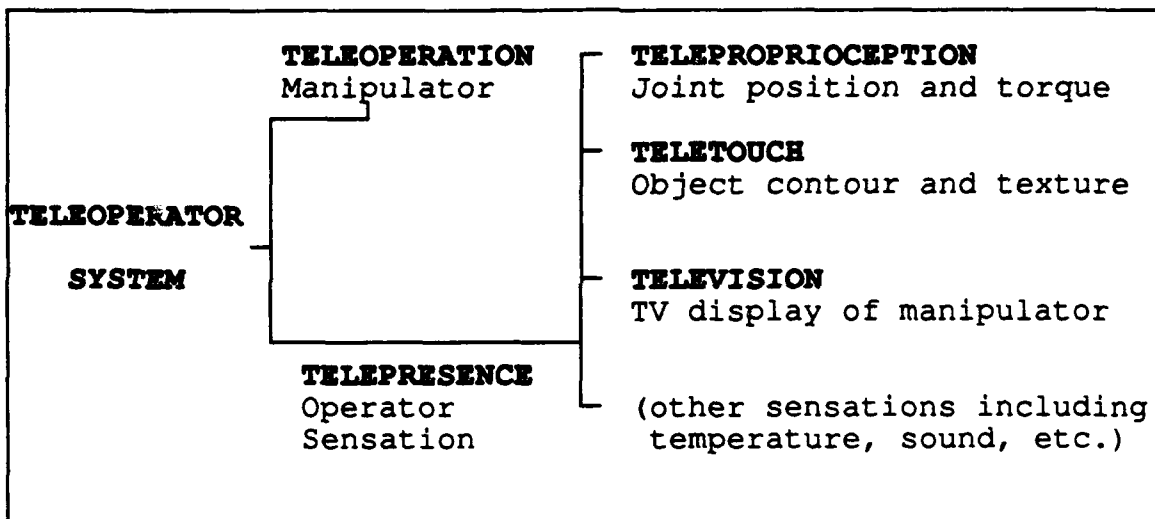 TELEOPERATOR
SYSTEM
TELEOPERATION
Manipulator
TELEPRESENCE
Operator
Sensation
TELEPROPRIOCEPTION
Joint position and torque
TELETOUCH
Object contour and texture
TELEVISION
TV display of manipulator
(other sensations including
temperature, sound, etc.)